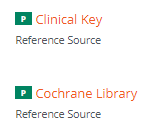 P Clinical Key
Reference Source
P Cochrane Library
Reference Source